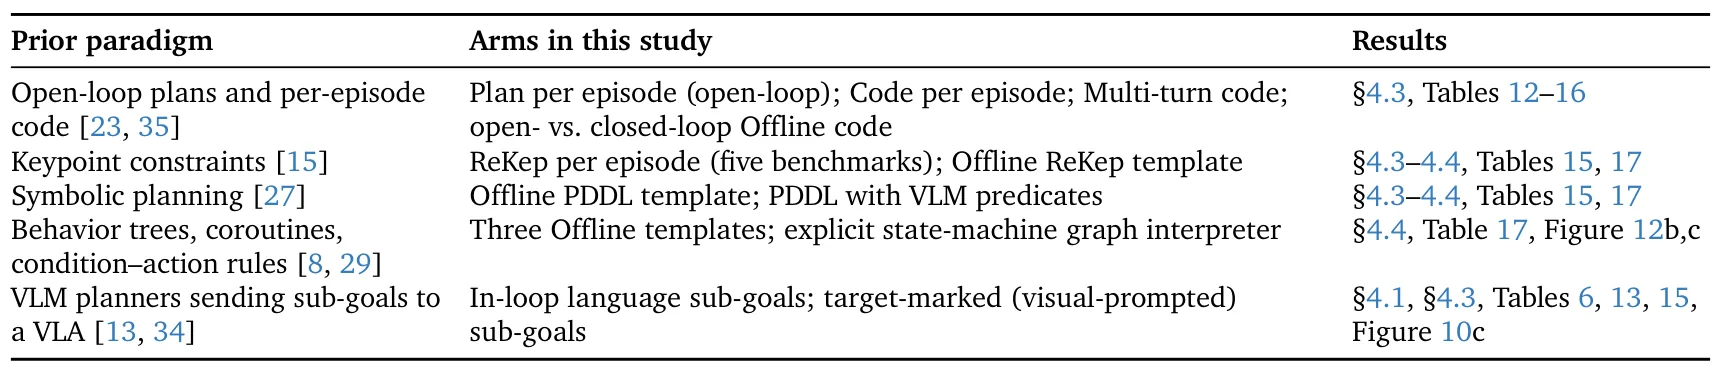 Prior paradigm Arms in this study Results
Open-loop plans and per-episode Plan per episode (open-loop); Code per episode; Multi-turn code; §4.3, Tables 12–16
code [23, 35] open- vs. closed-loop Offline code
Keypoint constraints [15] ReKep per episode (five benchmarks); Offline ReKep template §4.3–4.4, Tables 15, 17
Symbolic planning [27] Offline PDDL template; PDDL with VLM predicates §4.3–4.4, Tables 15, 17
Behavior trees, coroutines, Three Offline templates; explicit state-machine graph interpreter §4.4, Table 17, Figure 12b,c
condition–action rules [8, 29]
VLM planners sending sub-goals to In-loop language sub-goals; target-marked (visual-prompted) §4.1, §4.3, Tables 6, 13, 15,
a VLA [13, 34] sub-goals Figure 10c